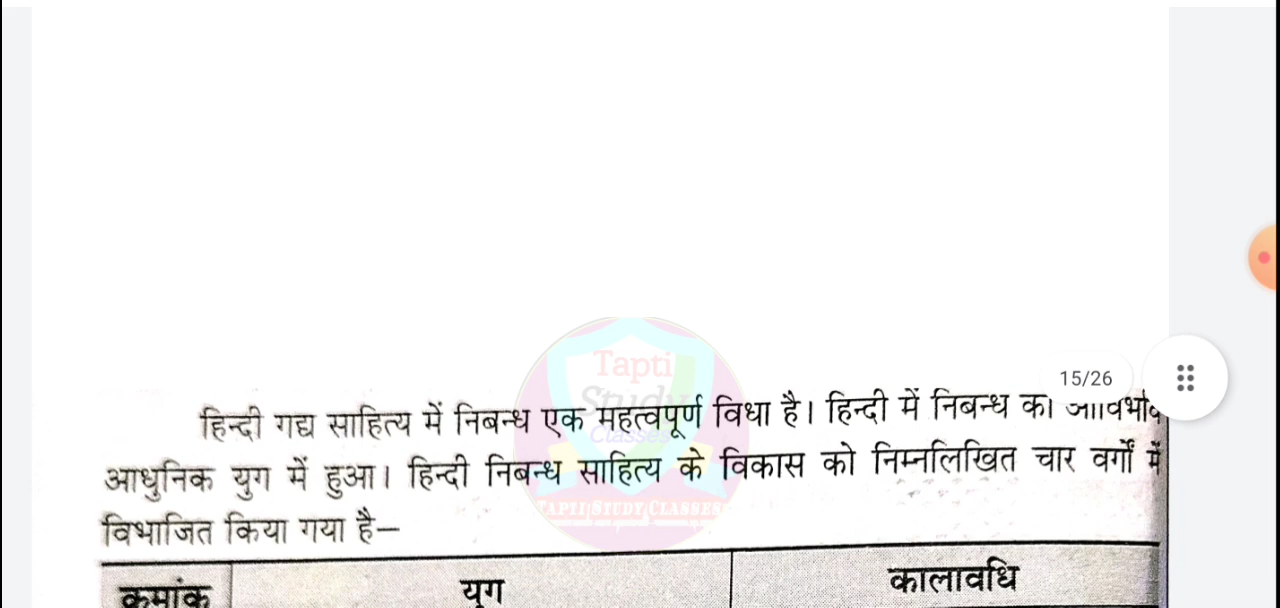 Tapti
Study
Classes
TAPTI STUDY CLASSES
15/26
हिन्दी गद्य साहित्य में निबन्ध एक महत्वपूर्ण विधा है। हिन्दी में निबन्ध का आविर्भाव
आधुनिक युग में हुआ। हिन्दी निबन्ध साहित्य के विकास को निम्नलिखित चार वर्गों में
विभाजित किया गया है—
क्रमांक युग कालावधि